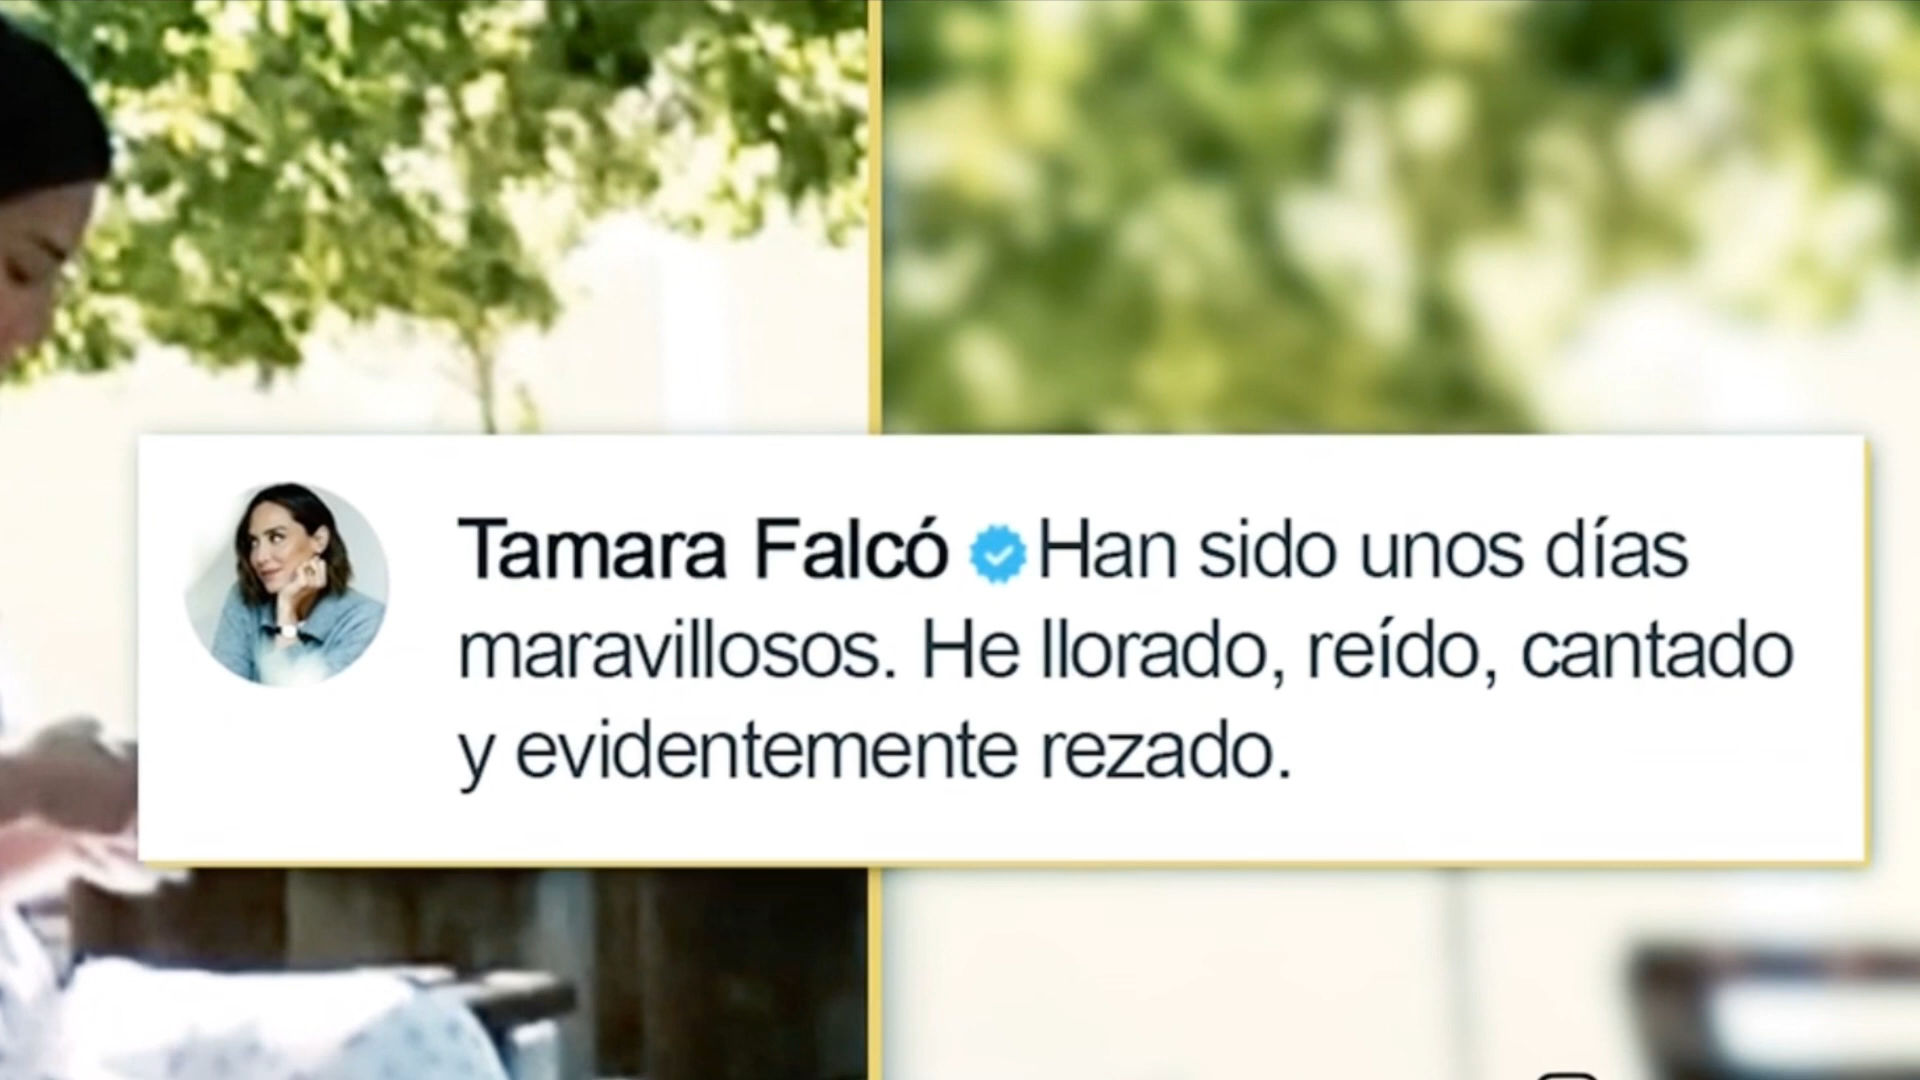 Tamara Falcó Han sido unos días
maravillosos. He llorado, reído, cantado
y evidentemente rezado.